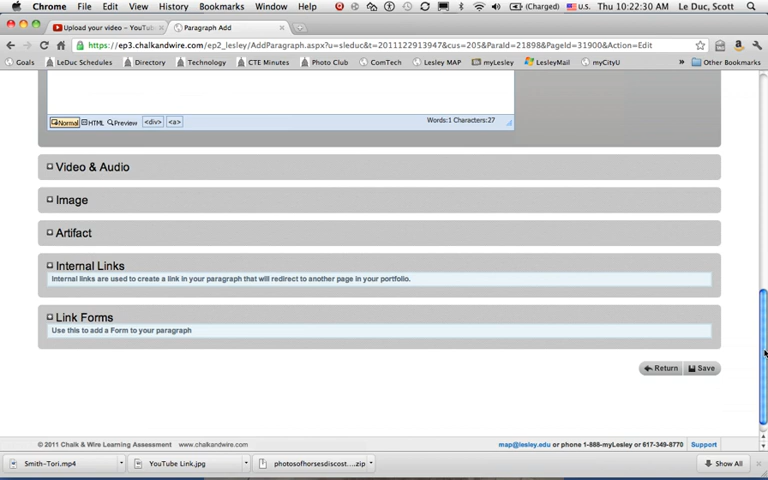 Chrome File Edit View History Bookmarks Window Help (Charged) U.S. Thu 10:22:30 AM Le Duc, Scott
Upload your video – YouTu Paragraph Add
https://ep3.chalkandwire.com/ep2_lesley/AddParagraph.aspx?u=sleduc&t=2011122913947&cus=205&ParaId=21898&PageId=31900&Action=Edit
Goals LeDuc Schedules Directory Technology CTE Minutes Photo Club ComTech Lesley MAP myLesley LesleyMail myCityU » Other Bookmarks
Normal HTML Preview <div> <a> Words:1 Characters:27
Video & Audio
Image
Artifact
Internal Links
Internal links are used to create a link in your paragraph that will redirect to another page in your portfolio.
Link Forms
Use this to add a Form to your paragraph
Return Save
© 2011 Chalk & Wire Learning Assessment www.chalkandwire.com map@lesley.edu or phone 1-888-myLesley or 617-349-8770 Support
Smith-Tori.mp4 YouTube Link.jpg photosofhorsesdiscost....zip Show All